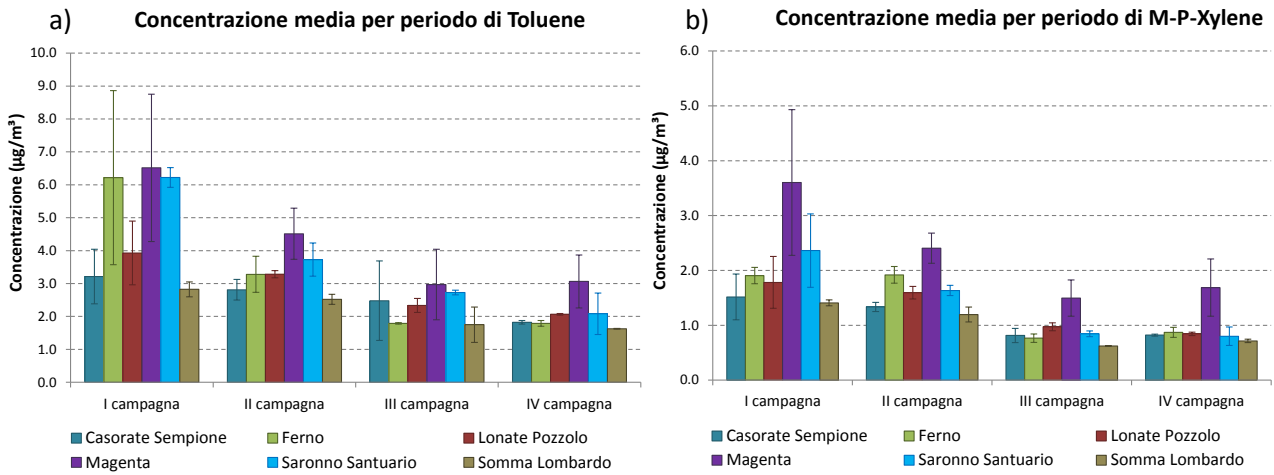 a)
Concentrazione media per periodo di Toluene
Concentrazione (µg/m³)
10.0
9.0
8.0
7.0
6.0
5.0
4.0
3.0
2.0
1.0
0.0
I campagna II campagna III campagna IV campagna
Casorate Sempione Ferno Lonate Pozzolo
Magenta Saronno Santuario Somma Lombardo
b)
Concentrazione media per periodo di M-P-Xylene
Concentrazione (µg/m³)
6.0
5.0
4.0
3.0
2.0
1.0
0.0
I campagna II campagna III campagna IV campagna
Casorate Sempione Ferno Lonate Pozzolo
Magenta Saronno Santuario Somma Lombardo